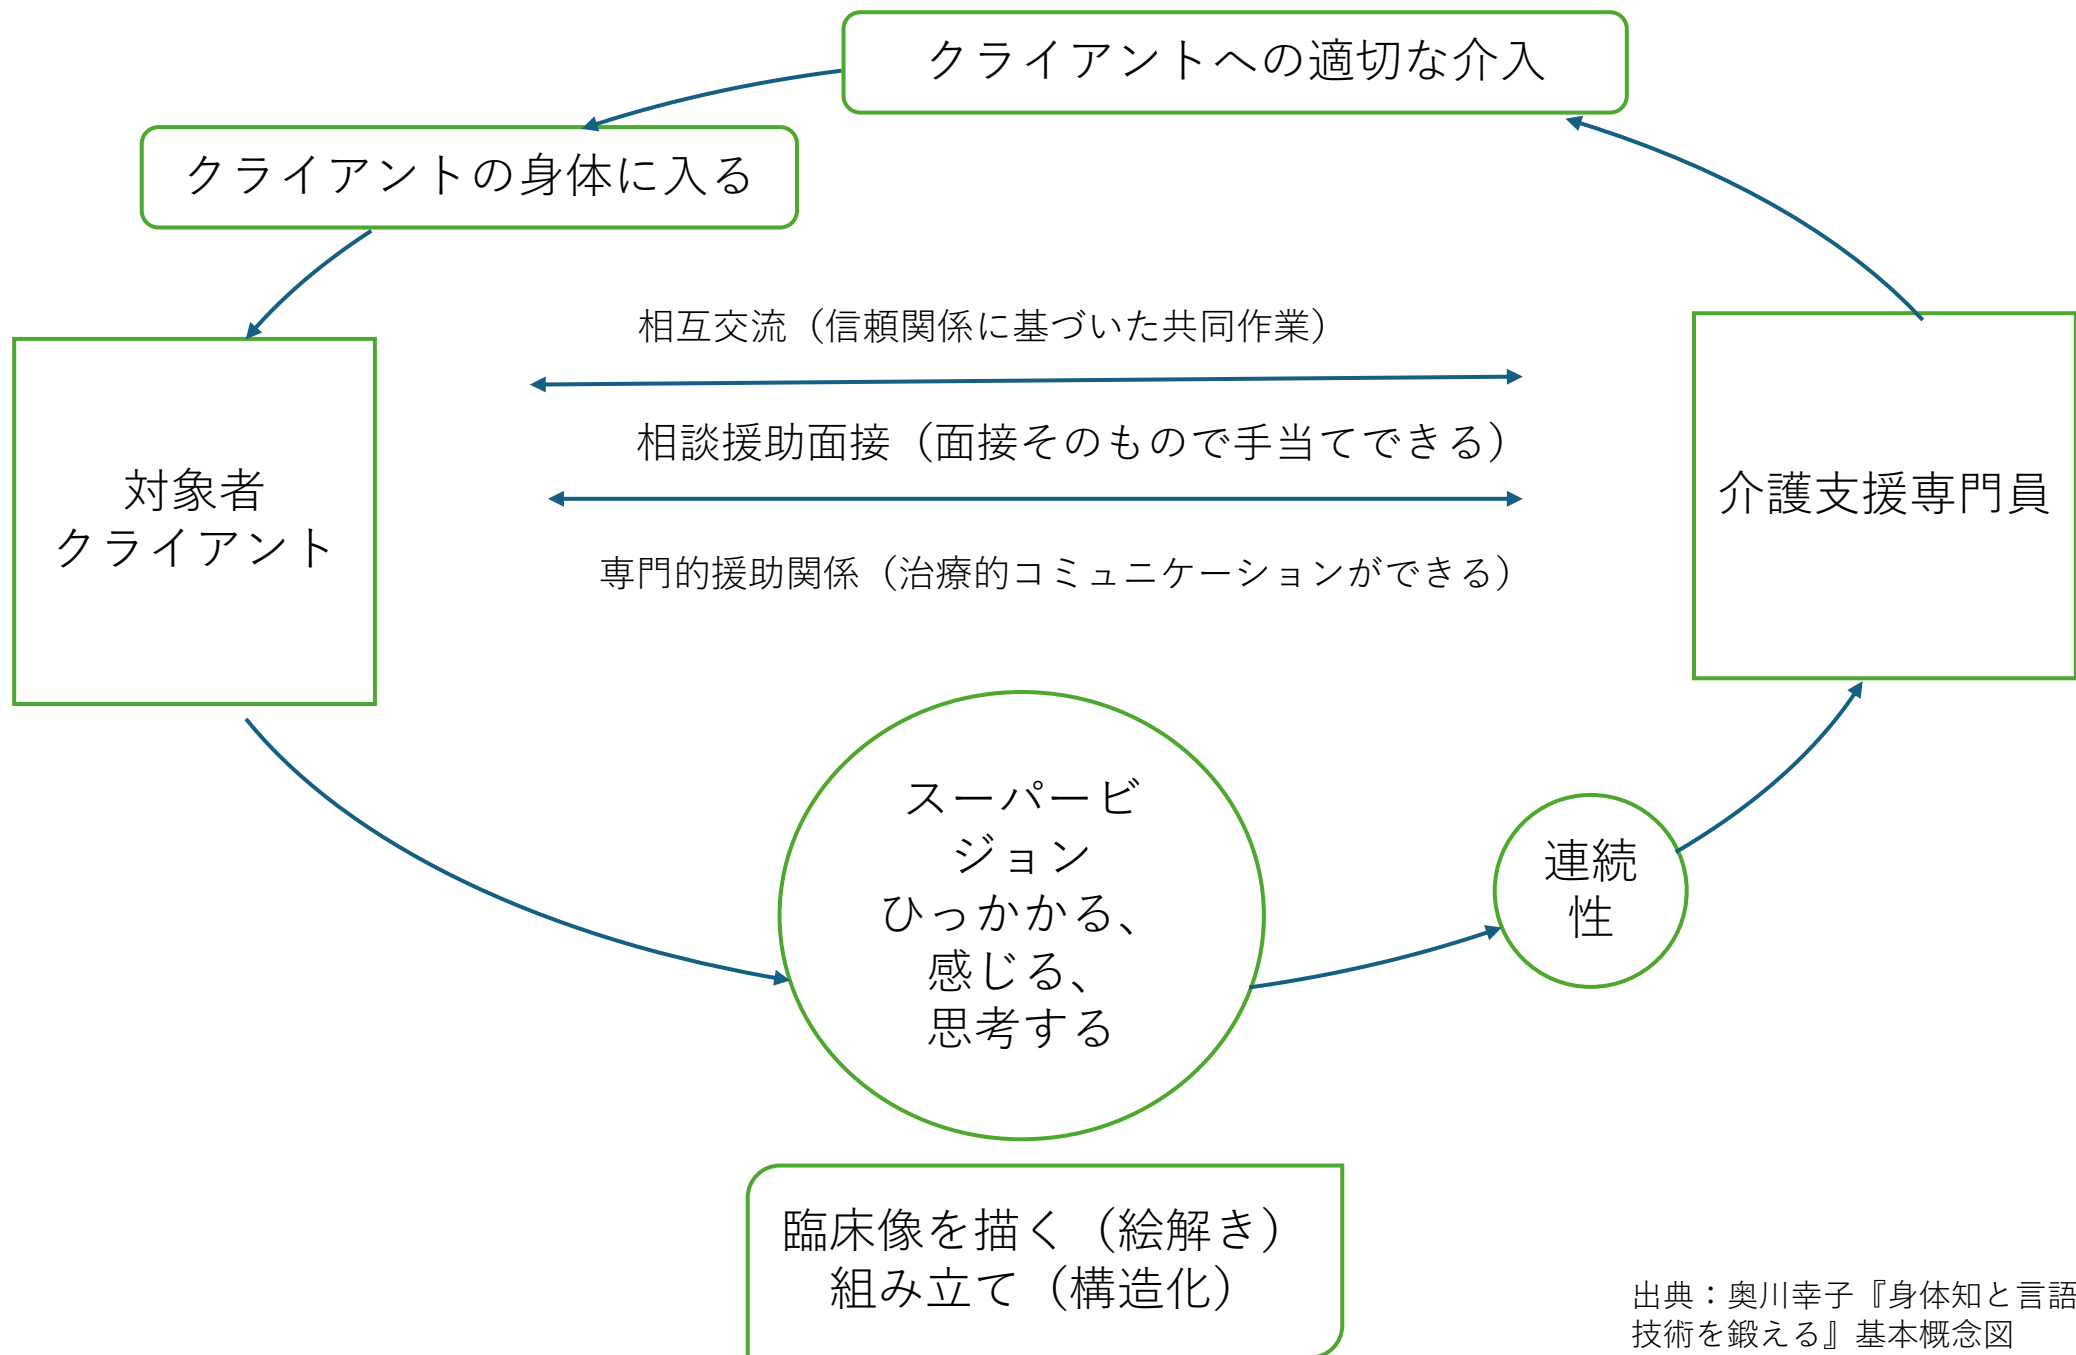 クライアントへの適切な介入
クライアントの身体に入る
相互交流（信頼関係に基づいた共同作業）
相談援助面接（面接そのもので手当てできる）
対象者
クライアント
介護支援専門員
専門的援助関係（治療的コミュニケーションができる）
スーパービ
ジョン
ひっかかる、
感じる、
思考する
連続
性
臨床像を描く（絵解き）
組み立て（構造化）
出典：奥川幸子『身体知と言語
技術を鍛える』基本概念図